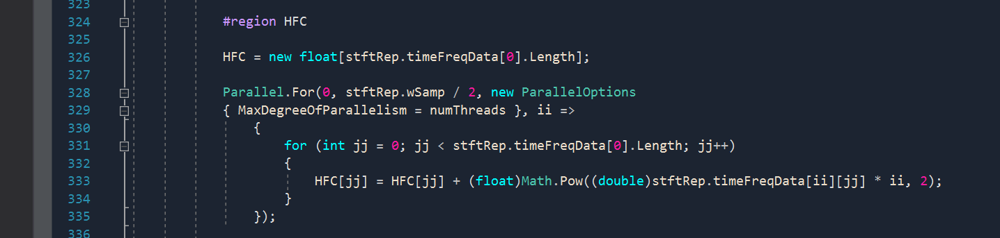 323
324 #region HFC
325
326 HFC = new float[stftRep.timeFreqData[0].Length];
327
328 Parallel.For(0, stftRep.wSamp / 2, new ParallelOptions
329 { MaxDegreeOfParallelism = numThreads }, ii =>
330 {
331 for (int jj = 0; jj < stftRep.timeFreqData[0].Length; jj++)
332 {
333 HFC[jj] = HFC[jj] + (float)Math.Pow((double)stftRep.timeFreqData[ii][jj] * ii, 2);
334 }
335 });
336